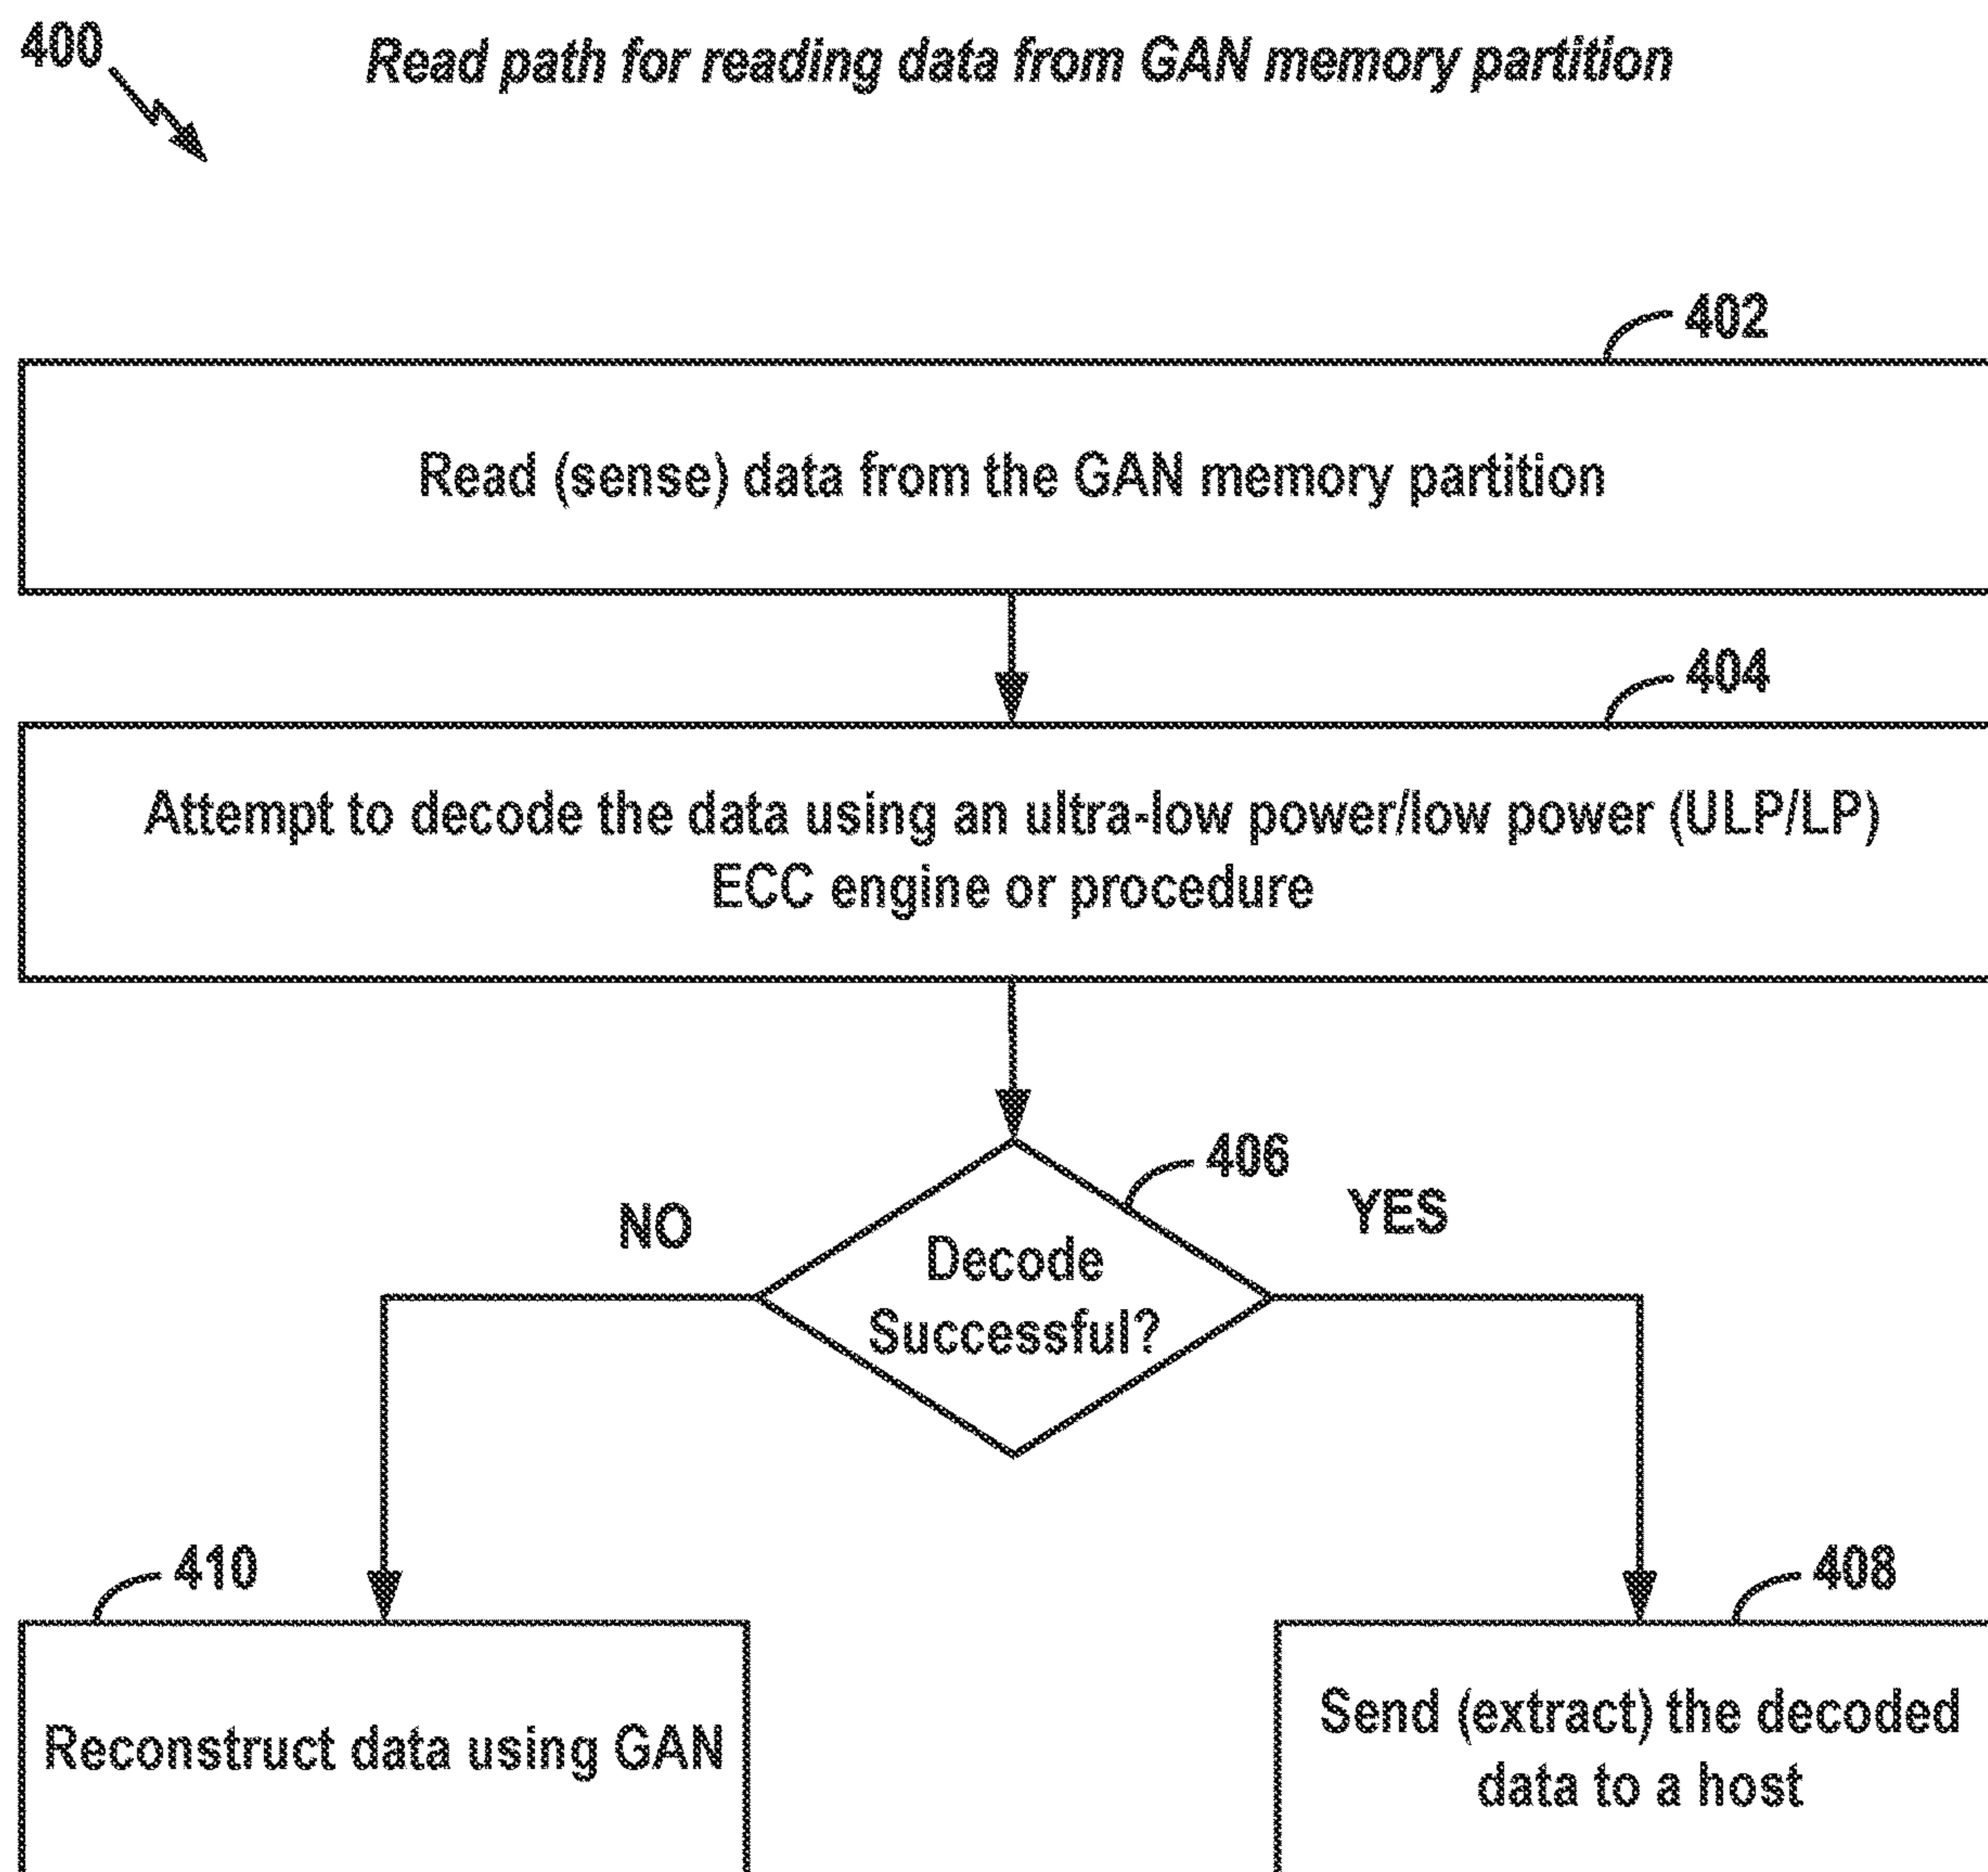 400
Read path for reading data from GAN memory partition
402
Read (sense) data from the GAN memory partition
404
Attempt to decode the data using an ultra-low power/low power (ULP/LP)
ECC engine or procedure
406
NO
YES
Decode
Successful?
410
408
Reconstruct data using GAN
Send (extract) the decoded
data to a host